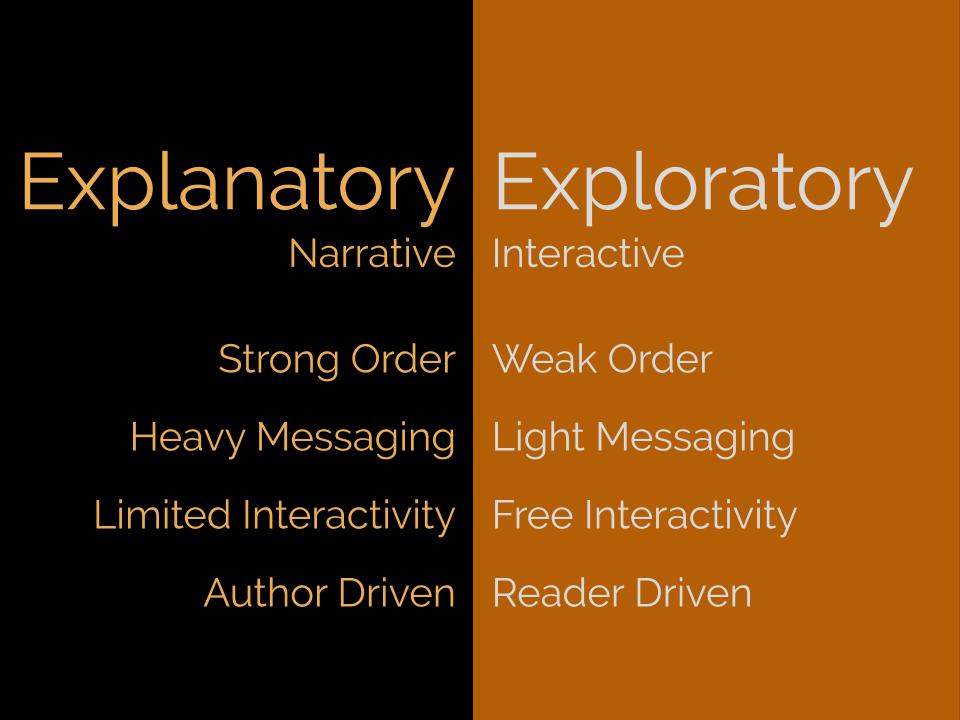 Explanatory
Narrative
Strong Order
Heavy Messaging
Limited Interactivity
Author Driven
Exploratory
Interactive
Weak Order
Light Messaging
Free Interactivity
Reader Driven